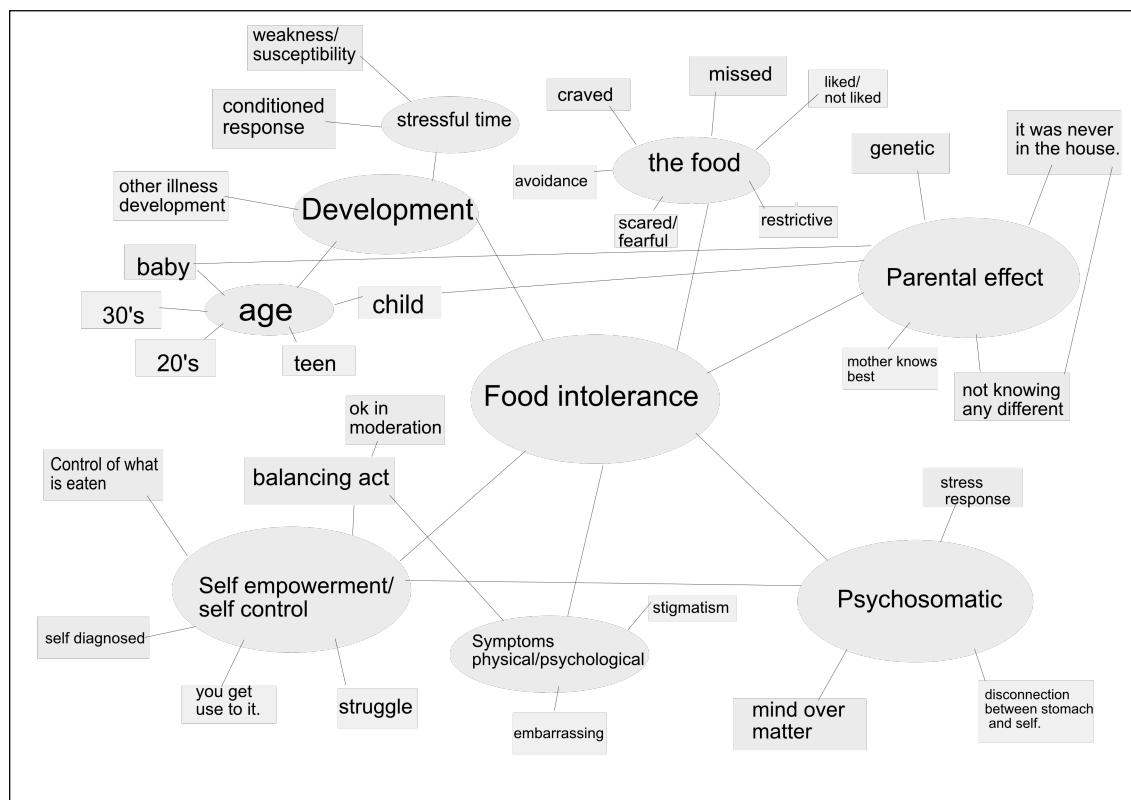 weakness/
susceptibility
conditioned
response
stressful time
other illness
development
Development
baby
30's
age
child
20's
teen
craved
missed
liked/
not liked
the food
avoidance
scared/
fearful
restrictive
genetic
it was never
in the house.
Parental effect
mother knows
best
not knowing
any different
Food intolerance
ok in
moderation
balancing act
Control of what
is eaten
Self empowerment/
self control
self diagnosed
you get
use to it.
struggle
Symptoms
physical/psychological
stigmatism
embarrassing
stress
response
Psychosomatic
mind over
matter
disconnection
between stomach
and self.